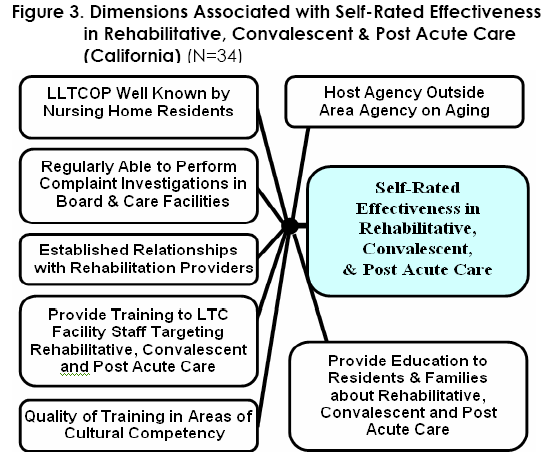 Figure 3. Dimensions Associated with Self-Rated Effectiveness
in Rehabilitative, Convalescent & Post Acute Care
(California) (N=34)
LLTCOP Well Known by
Nursing Home Residents
Regularly Able to Perform
Complaint Investigations in
Board & Care Facilities
Established Relationships
with Rehabilitation Providers
Provide Training to LTC
Facility Staff Targeting
Rehabilitative, Convalescent
and Post Acute Care
Quality of Training in Areas of
Cultural Competency
Host Agency Outside
Area Agency on Aging
Self-Rated
Effectiveness in
Rehabilitative,
Convalescent,
& Post Acute Care
Provide Education to
Residents & Families
about Rehabilitative,
Convalescent and Post
Acute Care